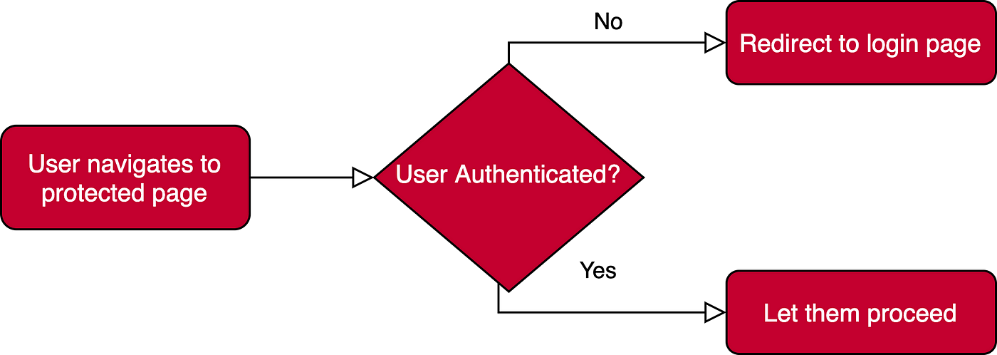 No
Redirect to login page
User navigates to
protected page
User Authenticated?
Yes
Let them proceed